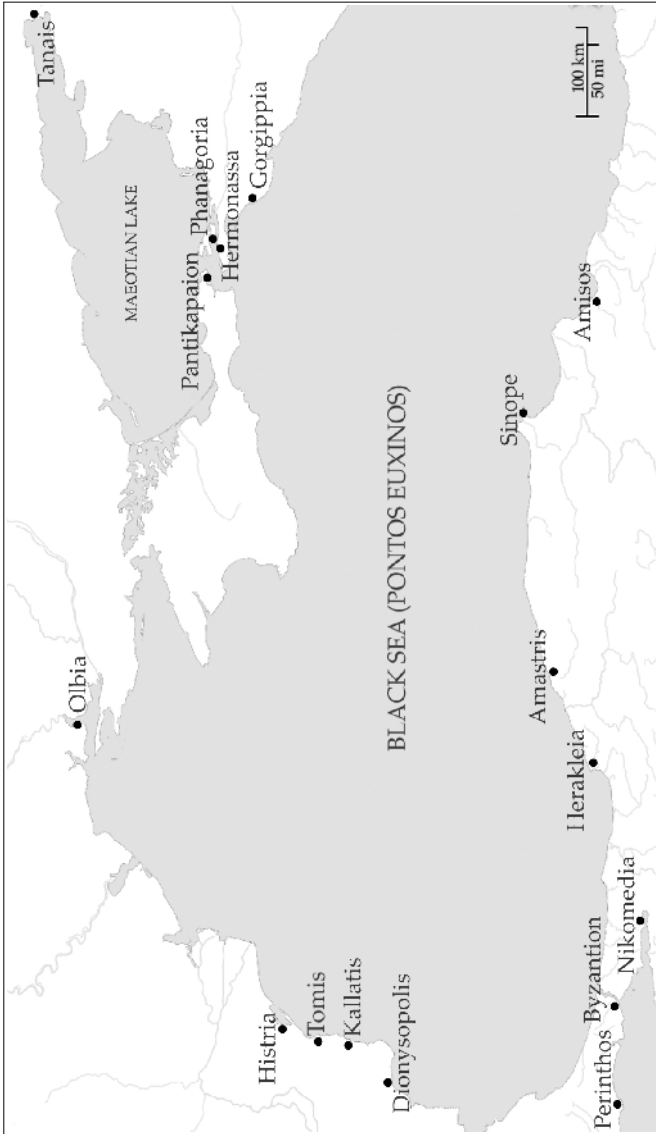 Tanais
MAEOTIAN LAKE
Phanagoria
Hermonassa
Gorgippia
Pantikapaion
Olbia
BLACK SEA (PONTOS EUXINOS)
100 km
50 mi
Amisos
Sinope
Amastris
Herakleia
Histria
Tomis
Kallatis
Dionysopolis
Byzantion
Nikomedia
Perinthos